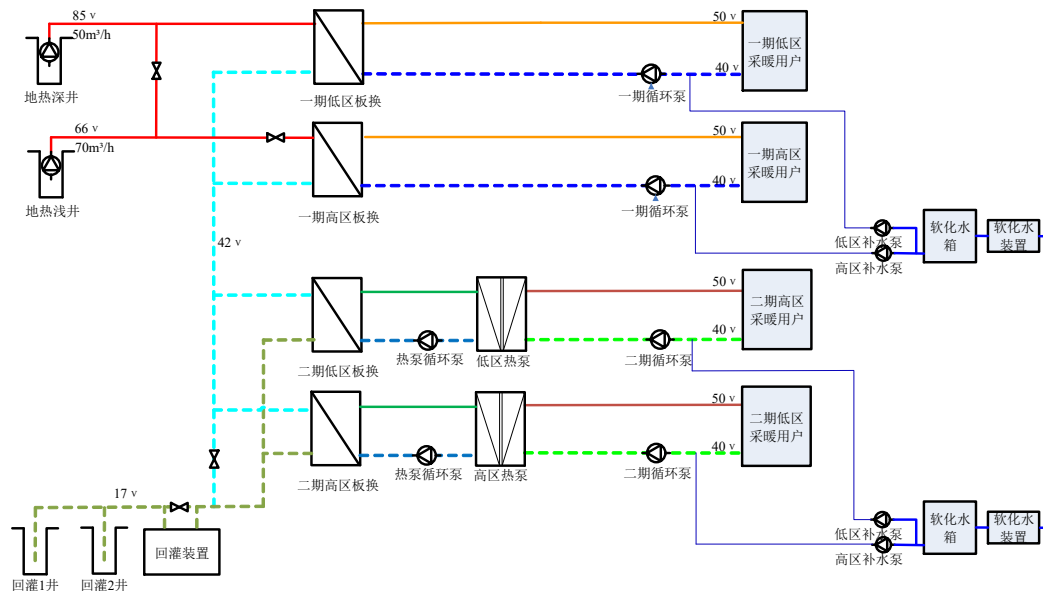 85 v
50m³/h
地热深井
一期低区板换
50 v
40 v
一期循环泵
一期低区
采暖用户
66 v
70m³/h
地热浅井
一期高区板换
50 v
40 v
一期循环泵
一期高区
采暖用户
低区补水泵
高区补水泵
软化水
箱
软化水
装置
42 v
二期低区板换
热泵循环泵
低区热泵
二期循环泵
50 v
40 v
二期高区
采暖用户
二期高区板换
热泵循环泵
高区热泵
二期循环泵
50 v
40 v
二期低区
采暖用户
17 v
回灌1井
回灌2井
回灌装置
低区补水泵
高区补水泵
软化水
箱
软化水
装置